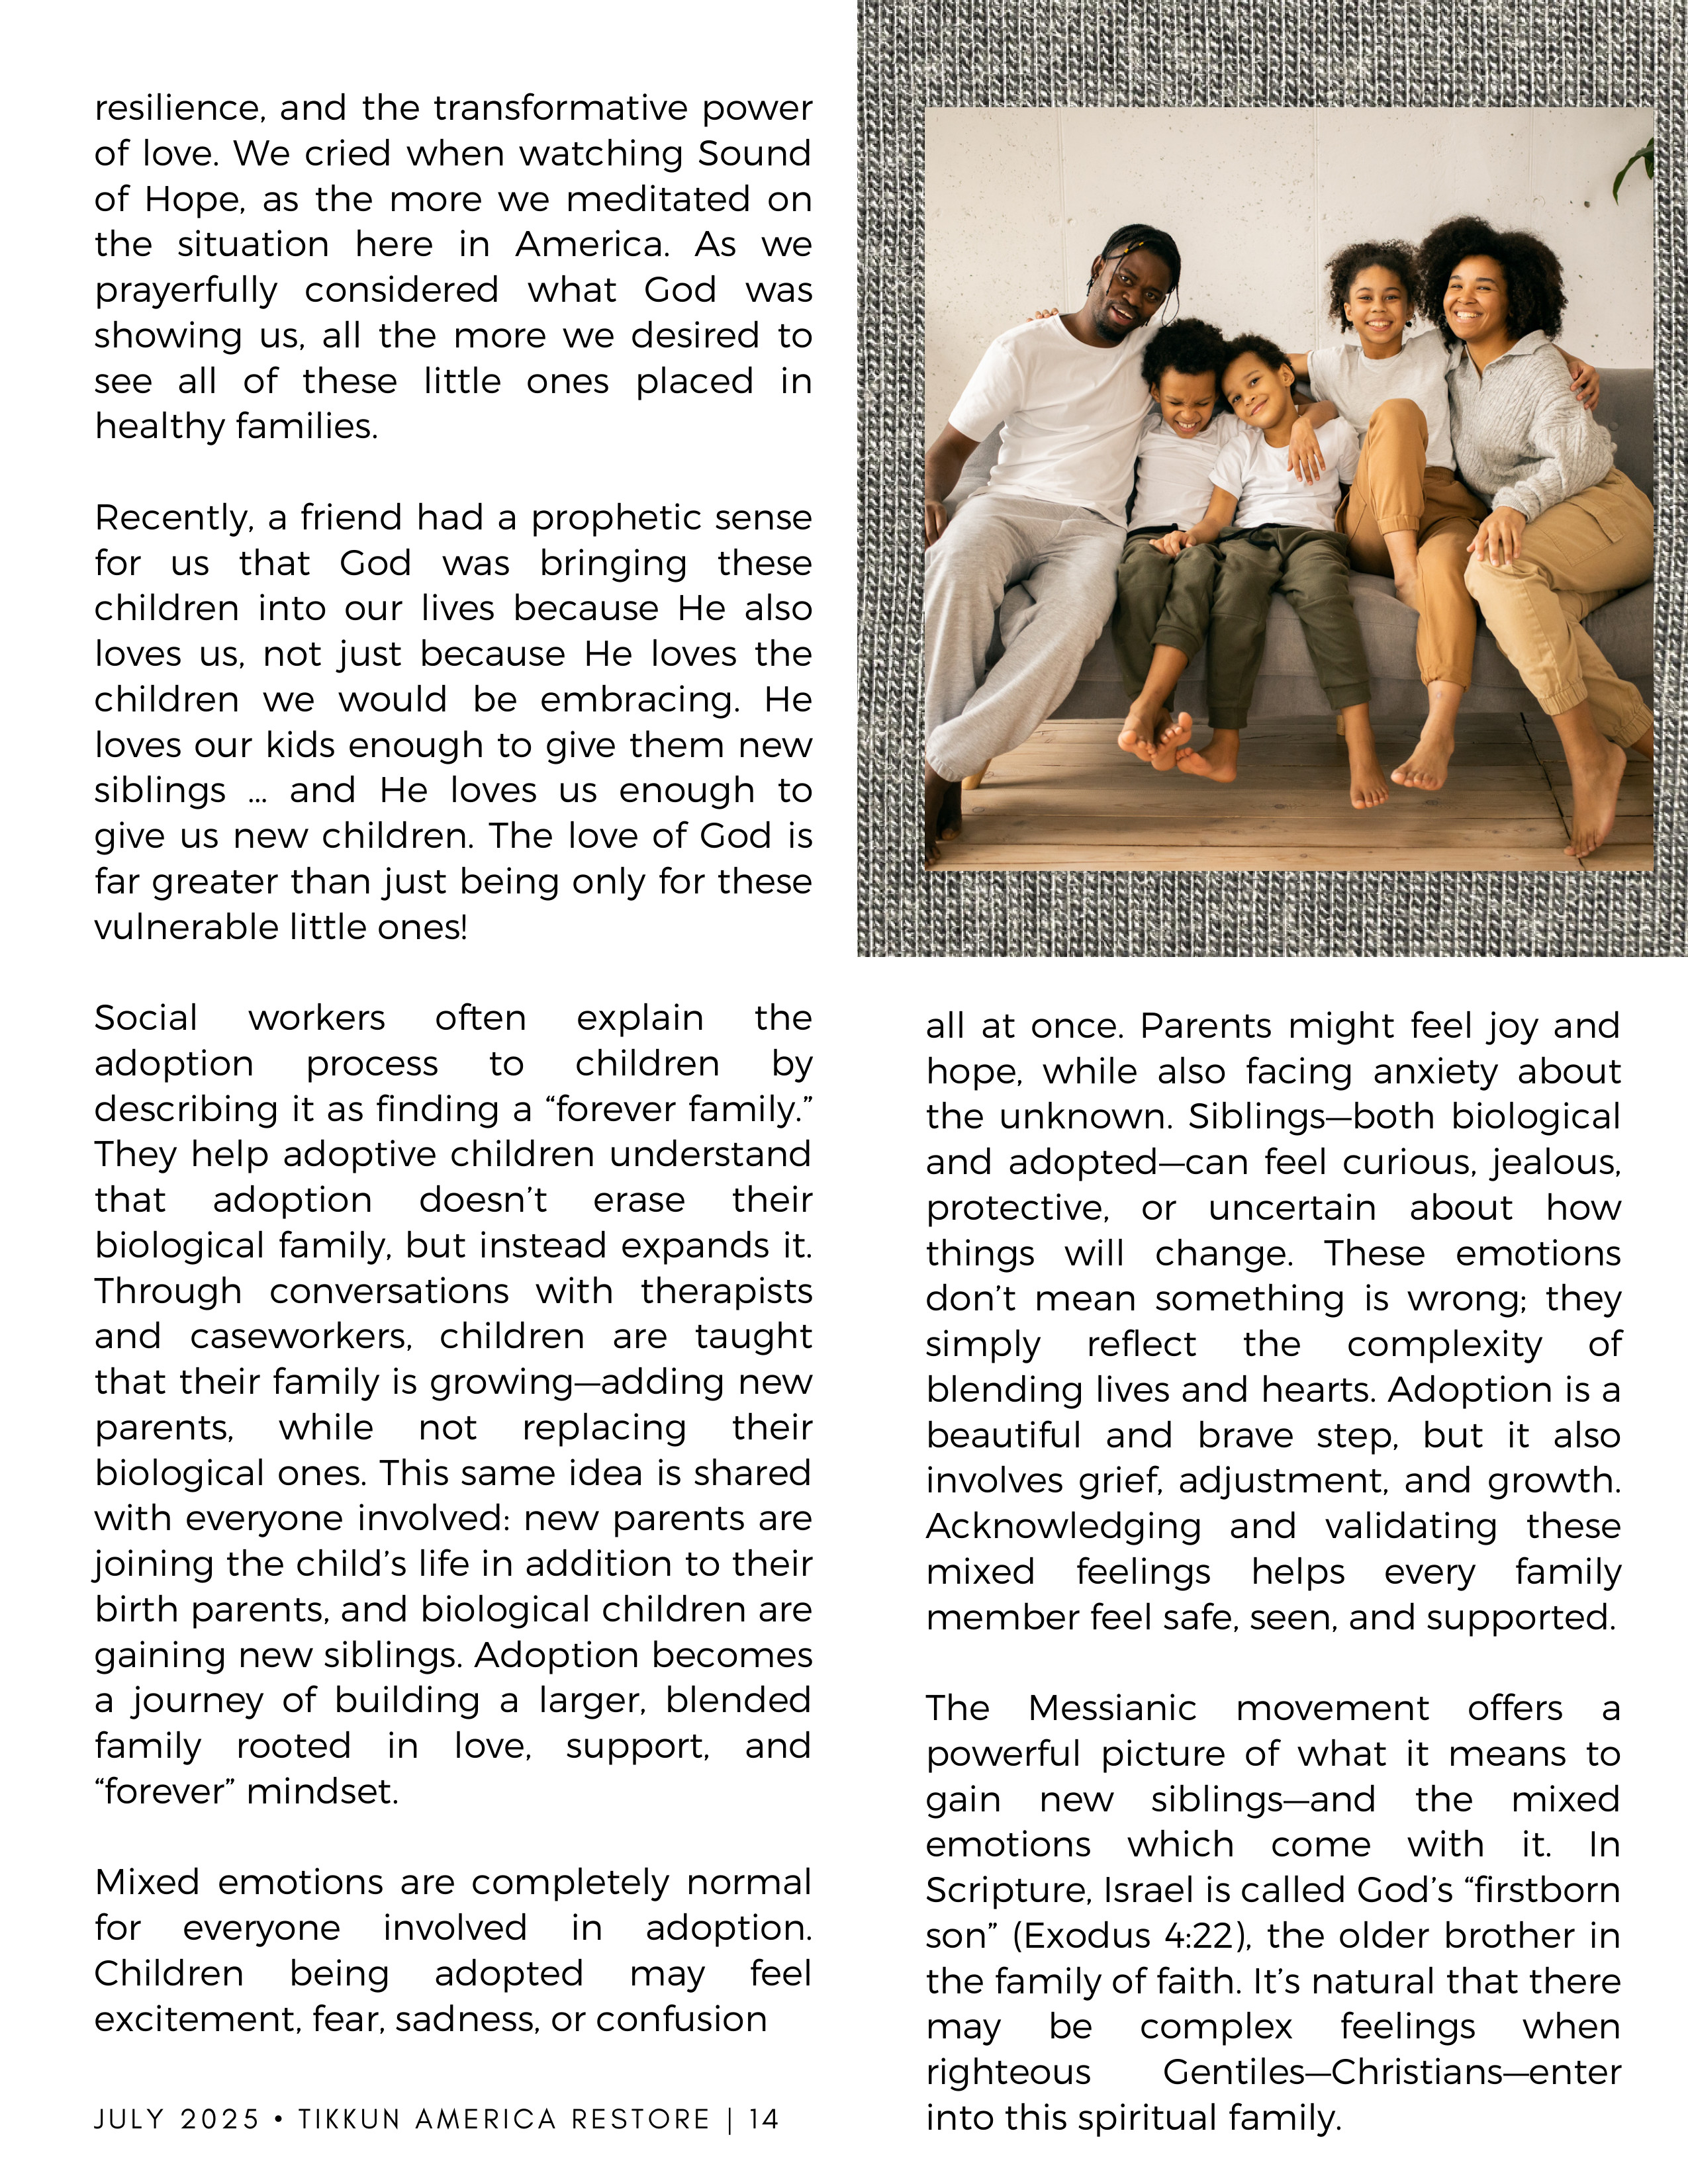 resilience, and the transformative power
of love. We cried when watching Sound
of Hope, as the more we meditated on
the situation here in America. As we
prayerfully considered what God was
showing us, all the more we desired to
see all of these little ones placed in
healthy families.
Recently, a friend had a prophetic sense
for us that God was bringing these
children into our lives because He also
loves us, not just because He loves the
children we would be embracing. He
loves our kids enough to give them new
siblings ... and He loves us enough to
give us new children. The love of God is
far greater than just being only for these
vulnerable little ones!
Social workers often explain the
adoption process to children by
describing it as finding a “forever family.”
They help adoptive children understand
that adoption doesn’t erase their
biological family, but instead expands it.
Through conversations with therapists
and caseworkers, children are taught
that their family is growing—adding new
parents, while not replacing their
biological ones. This same idea is shared
with everyone involved: new parents are
joining the child’s life in addition to their
birth parents, and biological children are
gaining new siblings. Adoption becomes
a journey of building a larger, blended
family rooted in love, support, and
“forever” mindset.
Mixed emotions are completely normal
for everyone involved in adoption.
Children being adopted may feel
excitement, fear, sadness, or confusion
all at once. Parents might feel joy and
hope, while also facing anxiety about
the unknown. Siblings—both biological
and adopted—can feel curious, jealous,
protective, or uncertain about how
things will change. These emotions
don’t mean something is wrong; they
simply reflect the complexity of
blending lives and hearts. Adoption is a
beautiful and brave step, but it also
involves grief, adjustment, and growth.
Acknowledging and validating these
mixed feelings helps every family
member feel safe, seen, and supported.
The Messianic movement offers a
powerful picture of what it means to
gain new siblings—and the mixed
emotions which come with it. In
Scripture, Israel is called God’s “firstborn
son” (Exodus 4:22), the older brother in
the family of faith. It’s natural that there
may be complex feelings when
righteous Gentiles—Christians—enter
into this spiritual family.
JULY 2025 • TIKKUN AMERICA RESTORE | 14